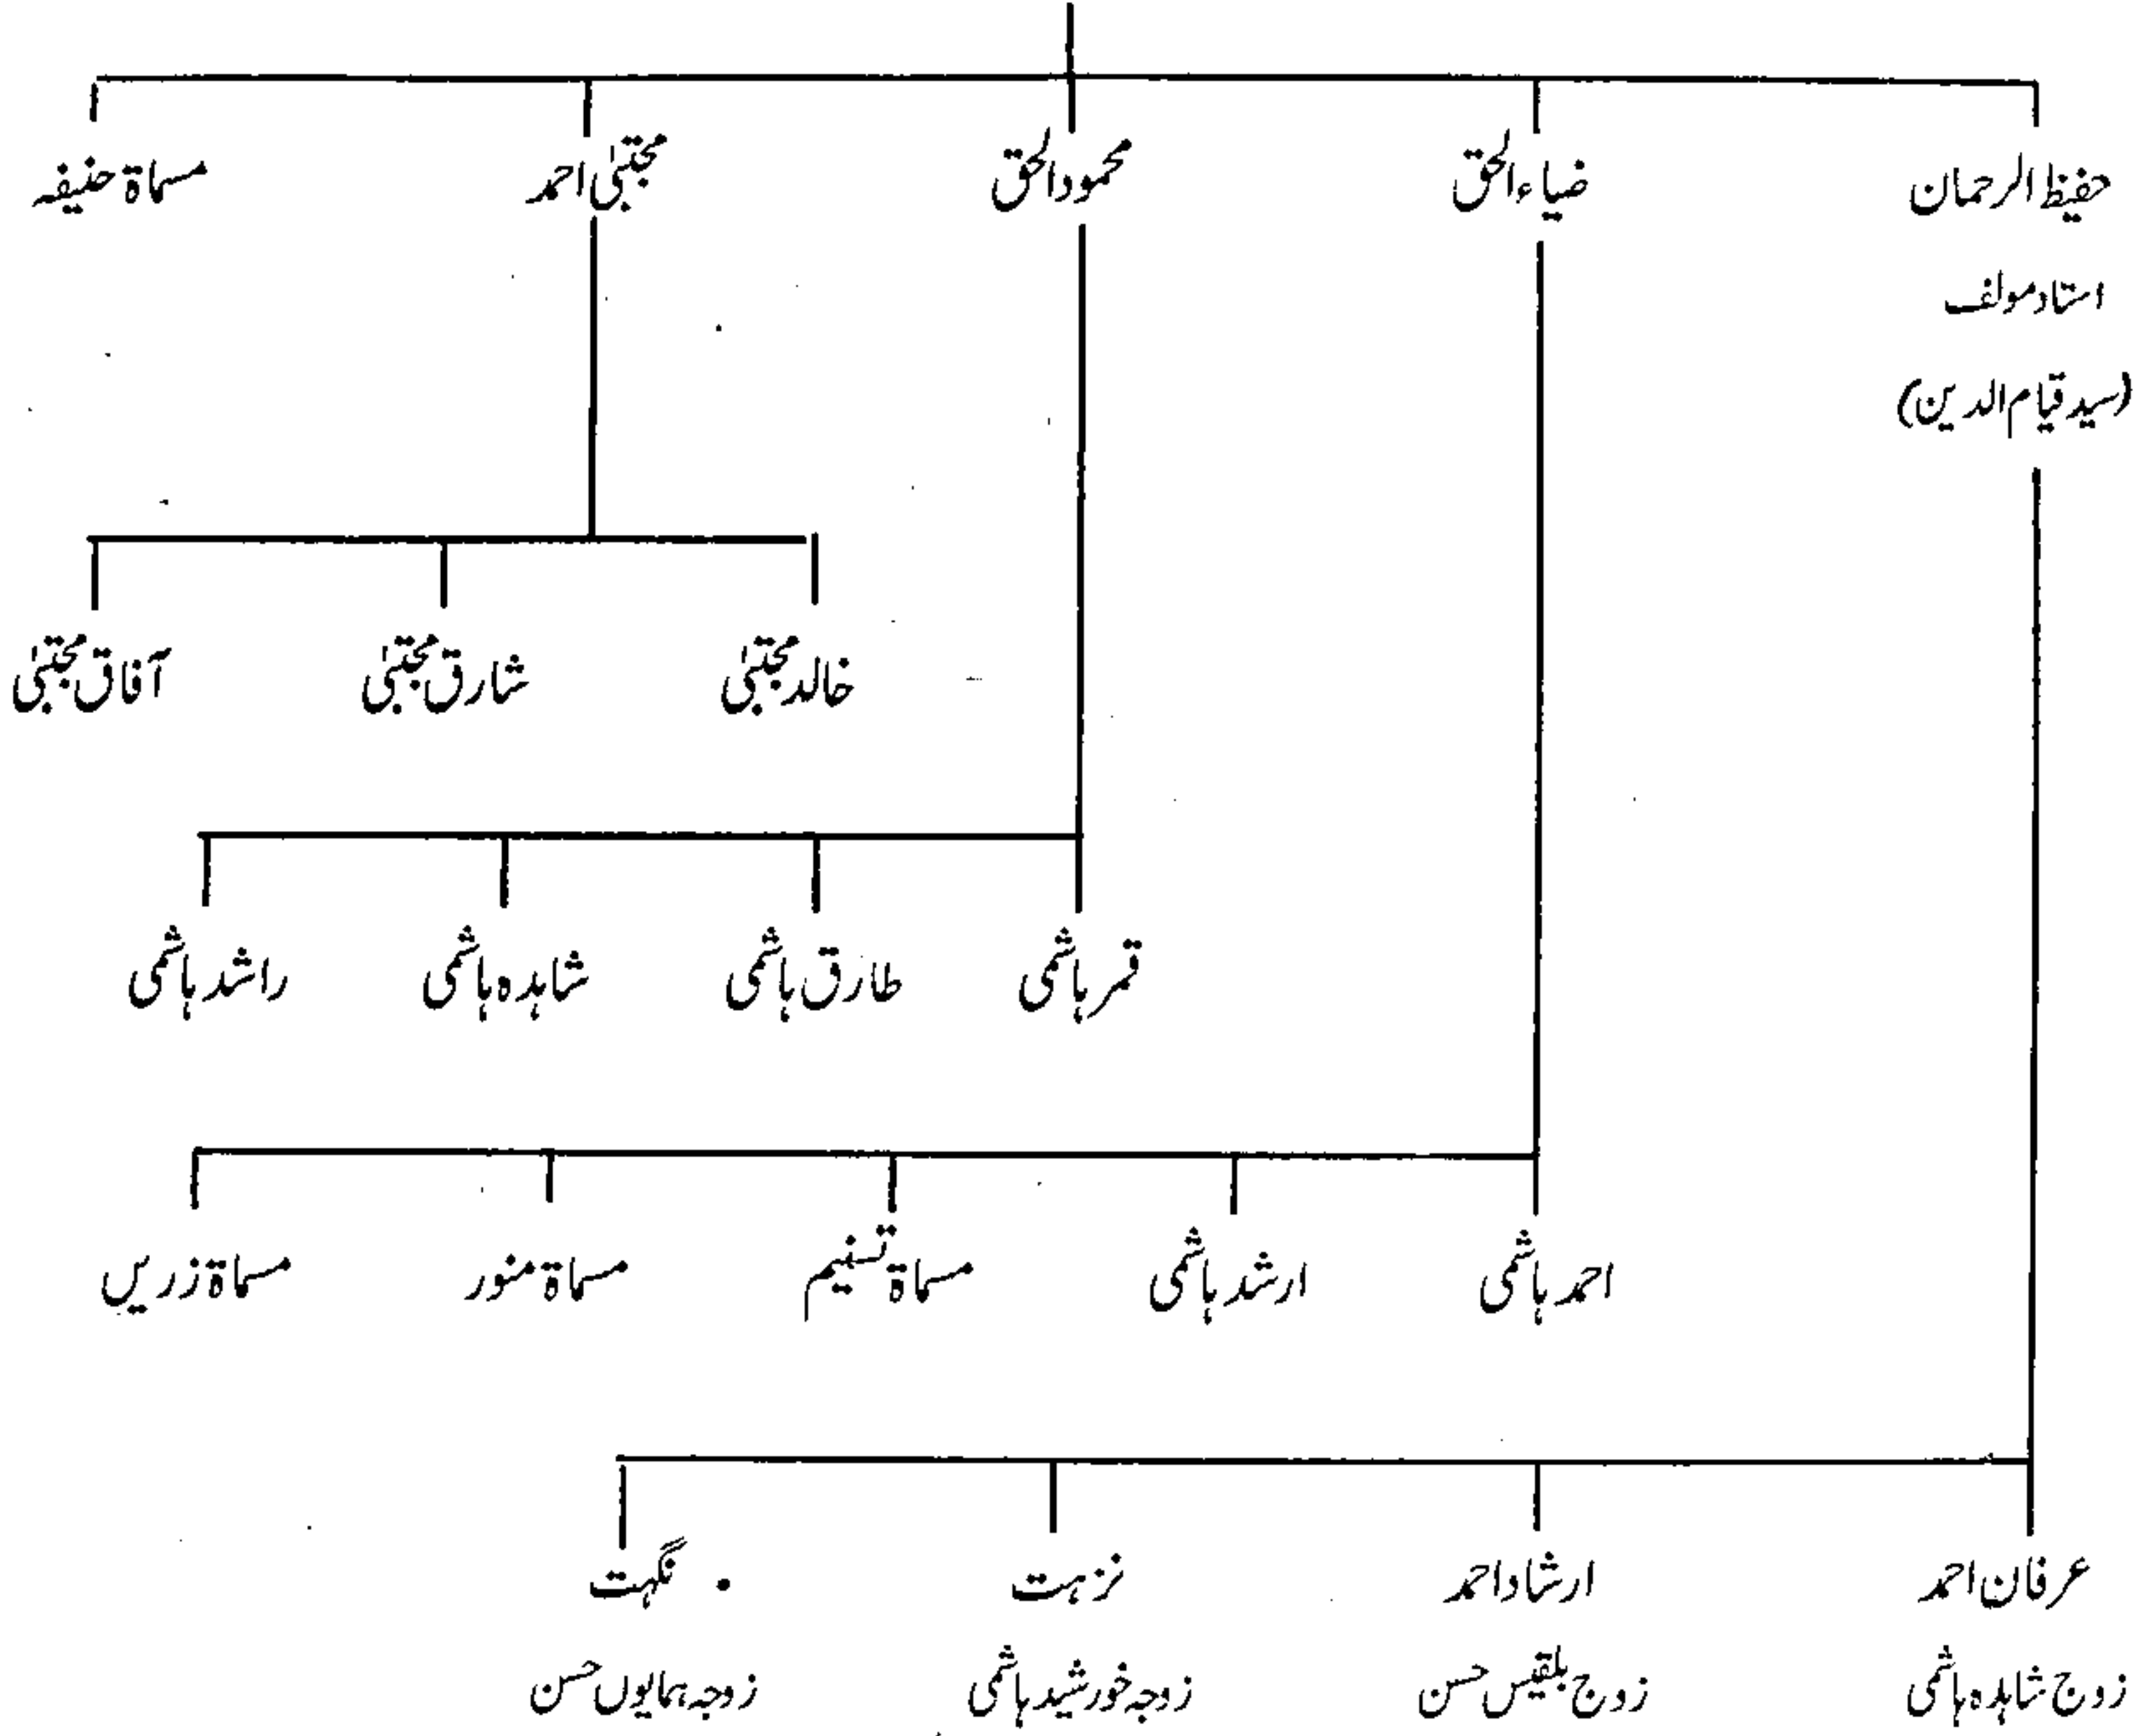 حفیظ الرحمان ضیاء الحق محمود الحق مجتبیٰ احمد مسماۃ حنیفہ
استاد مولف
(سید قیام الدین)
خالد مجتبیٰ شارق مجتبیٰ آفاق مجتبیٰ
قمر ہاشمی طارق ہاشمی شاہدہ ہاشمی راشد ہاشمی
احمد ہاشمی ارشد ہاشمی مسماۃ تسنیم مسماۃ منور مسماۃ زریں
عرفان احمد ارشاد احمد نزہت نگہت
زوج شاہدہ ہاشمی زوج بلقیس حسن زوجہ خورشید ہاشمی زوجہ ہمایوں حسن